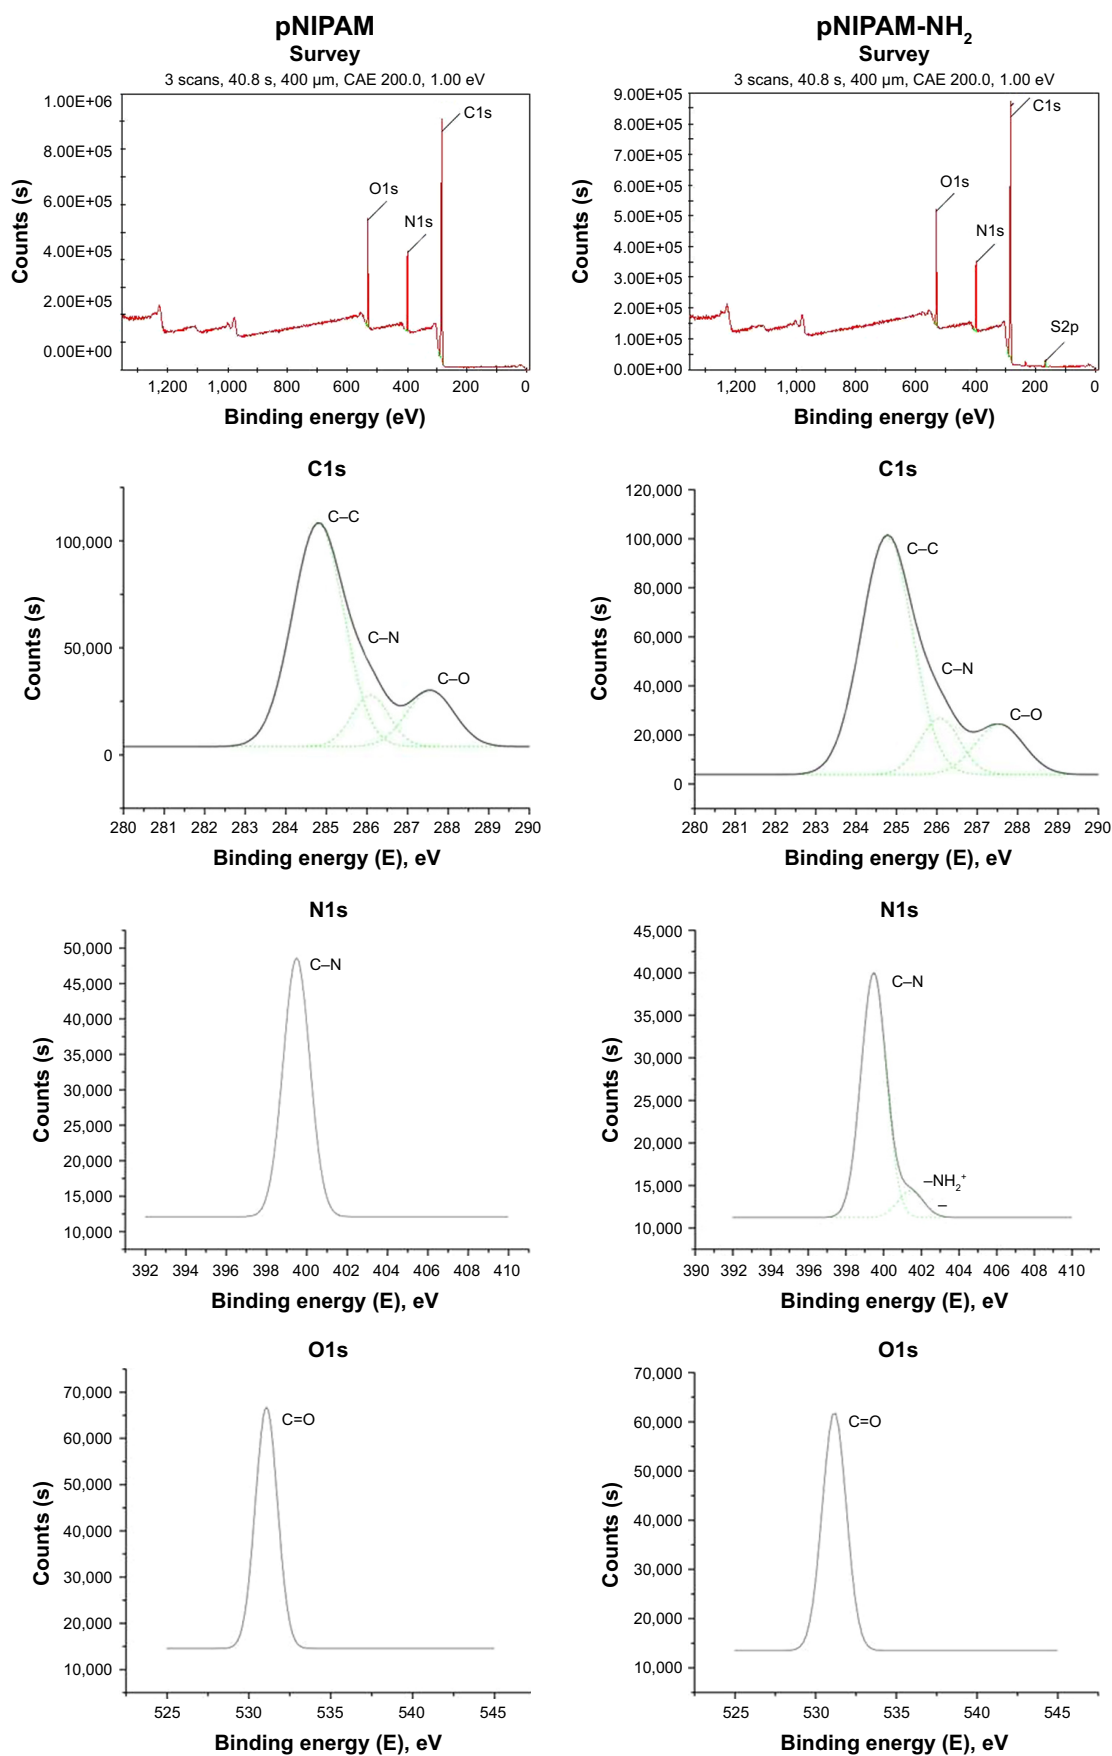 pNIPAM
Survey
3 scans, 40.8 s, 400 µm, CAE 200.0, 1.00 eV
Counts (s)
1.00E+06
8.00E+05
6.00E+05
4.00E+05
2.00E+05
0.00E+00
C1s
O1s
N1s
1,200 1,000 800 600 400 200 0
Binding energy (eV)
pNIPAM-NH₂
Survey
3 scans, 40.8 s, 400 µm, CAE 200.0, 1.00 eV
Counts (s)
9.00E+05
8.00E+05
7.00E+05
6.00E+05
5.00E+05
4.00E+05
3.00E+05
2.00E+05
1.00E+05
0.00E+00
C1s
O1s
N1s
S2p
1,200 1,000 800 600 400 200 0
Binding energy (eV)
C1s
Counts (s)
100,000
50,000
0
C–C
C–N
C–O
280 281 282 283 284 285 286 287 288 289 290
Binding energy (E), eV
C1s
Counts (s)
120,000
100,000
80,000
60,000
40,000
20,000
0
C–C
C–N
C–O
280 281 282 283 284 285 286 287 288 289 290
Binding energy (E), eV
N1s
Counts (s)
50,000
45,000
40,000
35,000
30,000
25,000
20,000
15,000
10,000
C–N
392 394 396 398 400 402 404 406 408 410
Binding energy (E), eV
N1s
Counts (s)
45,000
40,000
35,000
30,000
25,000
20,000
15,000
10,000
C–N
–NH₂⁺
–
390 392 394 396 398 400 402 404 406 408 410
Binding energy (E), eV
O1s
Counts (s)
70,000
60,000
50,000
40,000
30,000
20,000
10,000
C=O
525 530 535 540 545
Binding energy (E), eV
O1s
Counts (s)
70,000
60,000
50,000
40,000
30,000
20,000
10,000
C=O
525 530 535 540 545
Binding energy (E), eV